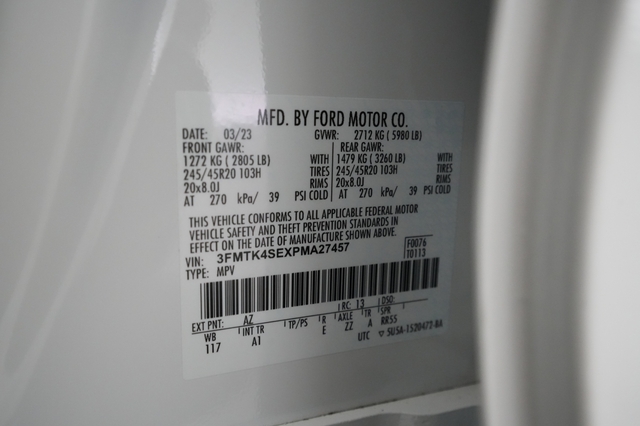 MFD. BY FORD MOTOR CO.
DATE: 03/23 GVWR: 2712 KG ( 5980 LB)
FRONT GAWR: REAR GAWR:
1272 KG ( 2805 LB) WITH 1479 KG ( 3260 LB) WITH
245/45R20 103H TIRES 245/45R20 103H TIRES
20x8.0J RIMS 20x8.0J RIMS
AT 270 kPa/ 39 PSI COLD AT 270 kPa/ 39 PSI COLD
THIS VEHICLE CONFORMS TO ALL APPLICABLE FEDERAL MOTOR
VEHICLE SAFETY AND THEFT PREVENTION STANDARDS IN
EFFECT ON THE DATE OF MANUFACTURE SHOWN ABOVE.
VIN: 3FMTK4SEXPMA27457 F0076
TYPE: MPV T0113
EXT PNT: AZ RC: 13 DSO:
WB INT TR TP/PS R AXLE TR SPR
117 A1 E ZZ A RR55
UTC ▽ 5U5A-1520472-BA